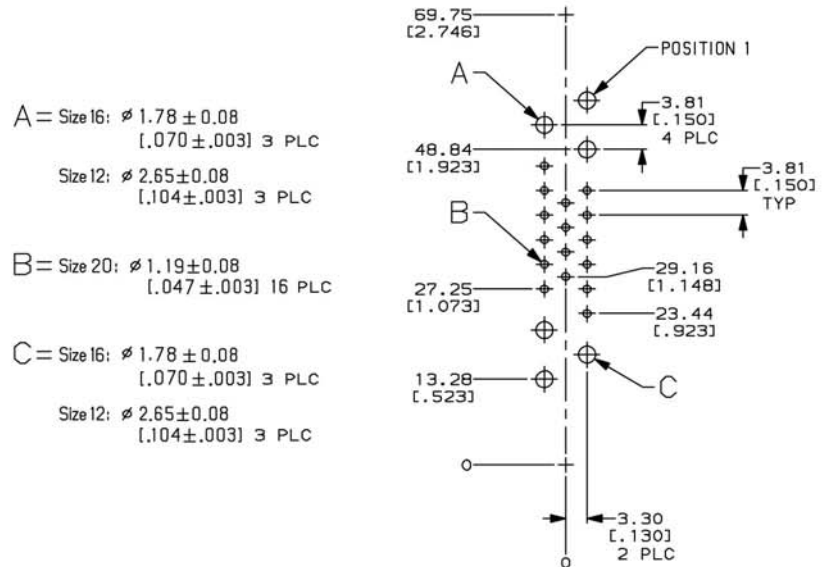 A = Size 16: ø 1.78 ± 0.08
[.070±.003] 3 PLC
Size 12: ø 2.65±0.08
[.104±.003] 3 PLC
B = Size 20: ø 1.19±0.08
[.047±.003] 16 PLC
C = Size 16: ø 1.78 ± 0.08
[.070±.003] 3 PLC
Size 12: ø 2.65±0.08
[.104±.003] 3 PLC
69.75
[2.746]
POSITION 1
A
3.81
[.150]
4 PLC
48.84
[1.923]
3.81
[.150]
TYP
B
29.16
[1.148]
27.25
[1.073]
23.44
[.923]
13.28
[.523]
C
0
3.30
[.130]
2 PLC
0